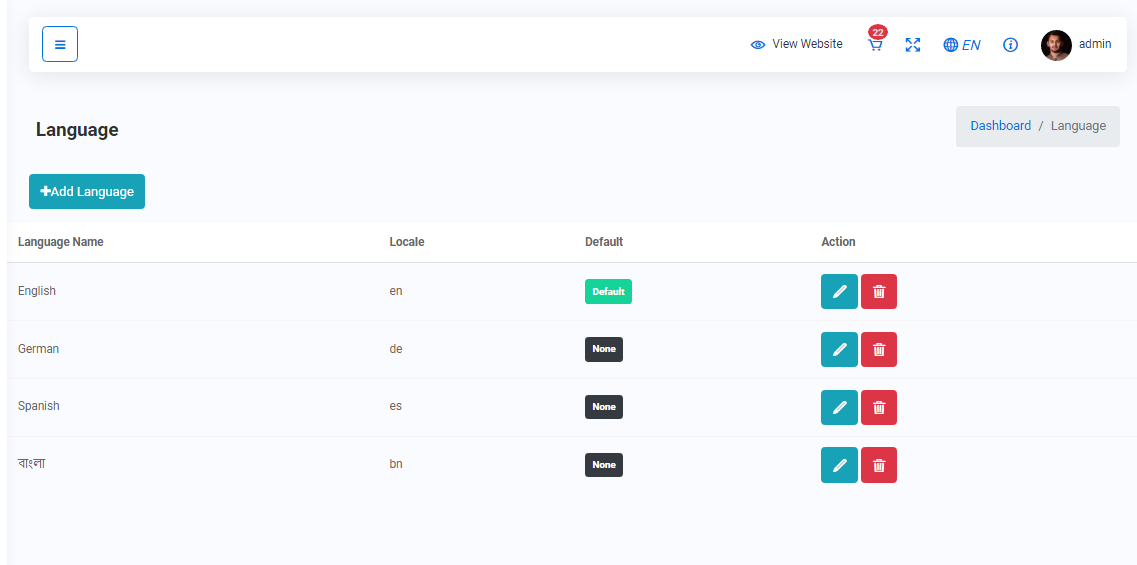 22
View Website
EN
admin
Language
Dashboard / Language
Add Language
Language Name Locale Default Action
English en Default
German de None
Spanish es None
বাংলা bn None